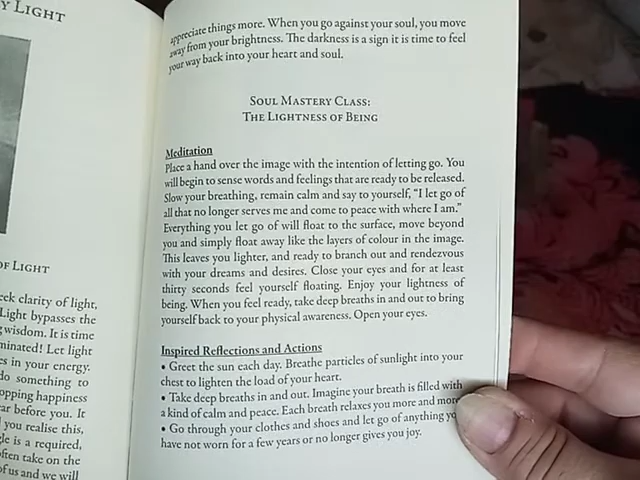 Y LIGHT
OF LIGHT
eek clarity of light,
Light bypasses the
wisdom. It is time
minated! Let light
es in your energy.
do something to
opping happiness
ar before you. It
you realise this,
gle is a required,
often take on the
of us and we will
appreciate things more. When you go against your soul, you move
away from your brightness. The darkness is a sign it is time to feel
your way back into your heart and soul.
SOUL MASTERY CLASS:
THE LIGHTNESS OF BEING
Meditation
Place a hand over the image with the intention of letting go. You
will begin to sense words and feelings that are ready to be released.
Slow your breathing, remain calm and say to yourself, “I let go of
all that no longer serves me and come to peace with where I am.”
Everything you let go of will float to the surface, move beyond
you and simply float away like the layers of colour in the image.
This leaves you lighter, and ready to branch out and rendezvous
with your dreams and desires. Close your eyes and for at least
thirty seconds feel yourself floating. Enjoy your lightness of
being. When you feel ready, take deep breaths in and out to bring
yourself back to your physical awareness. Open your eyes.
Inspired Reflections and Actions
• Greet the sun each day. Breathe particles of sunlight into your
chest to lighten the load of your heart.
• Take deep breaths in and out. Imagine your breath is filled with
a kind of calm and peace. Each breath relaxes you more and more
• Go through your clothes and shoes and let go of anything yo
have not worn for a few years or no longer gives you joy.